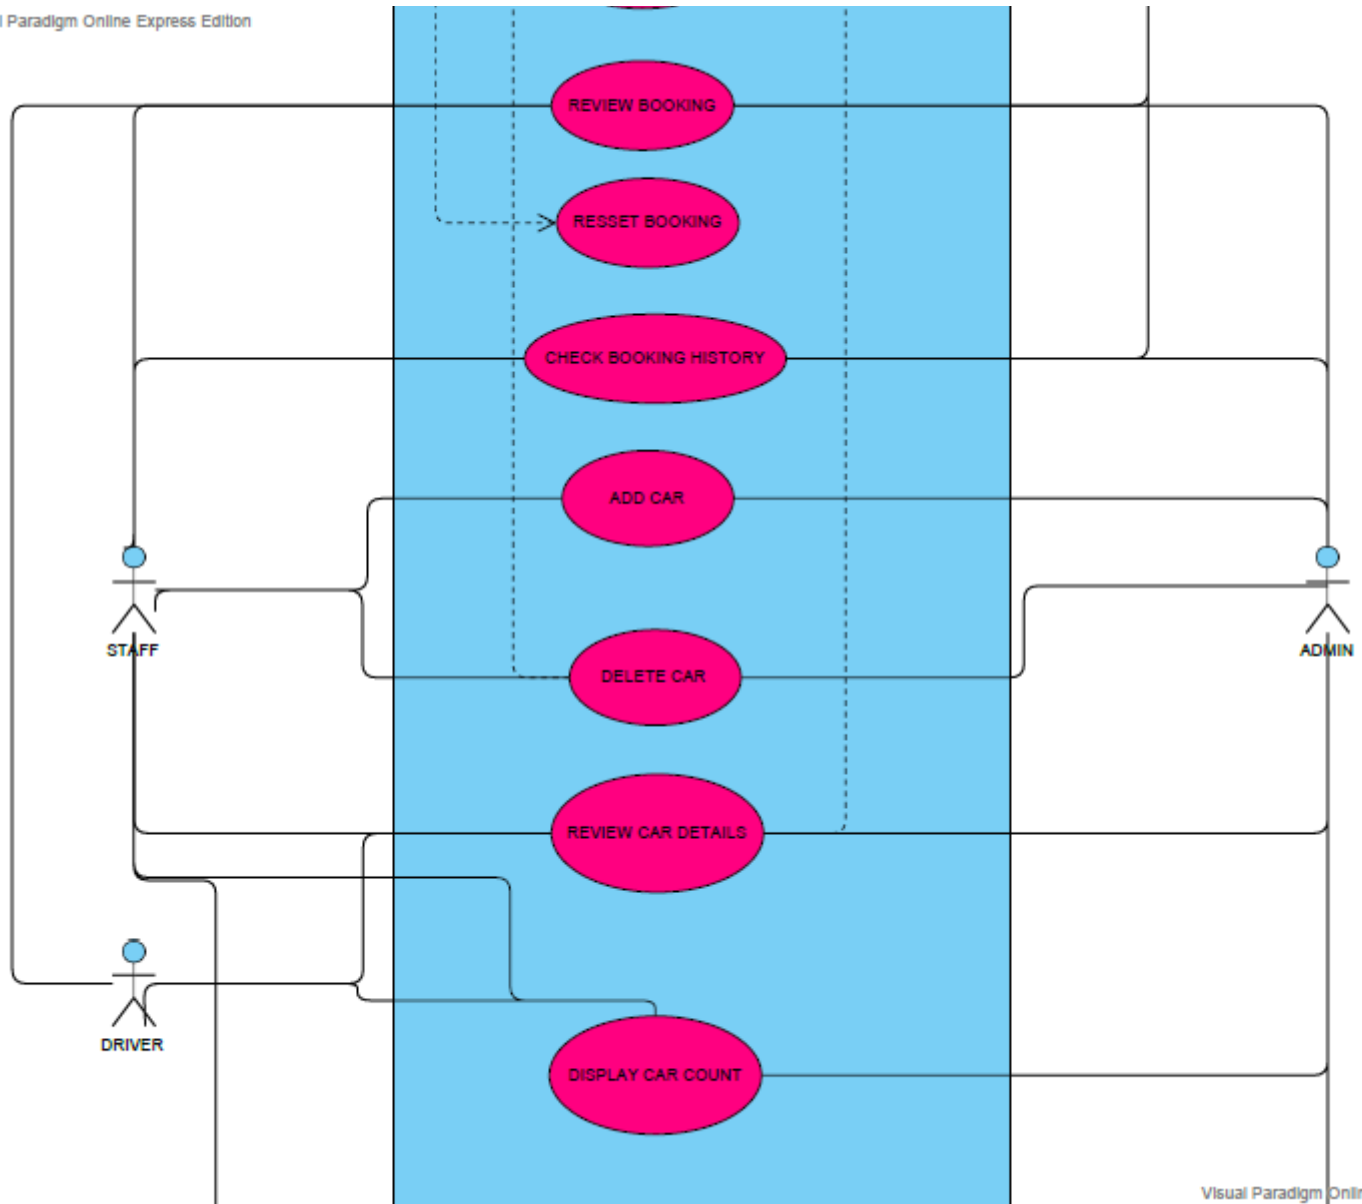 Paradigm Online Express Edition
REVIEW BOOKING
RESSET BOOKING
CHECK BOOKING HISTORY
ADD CAR
STAFF
ADMIN
DELETE CAR
REVIEW CAR DETAILS
DRIVER
DISPLAY CAR COUNT
Visual Paradigm Onlin